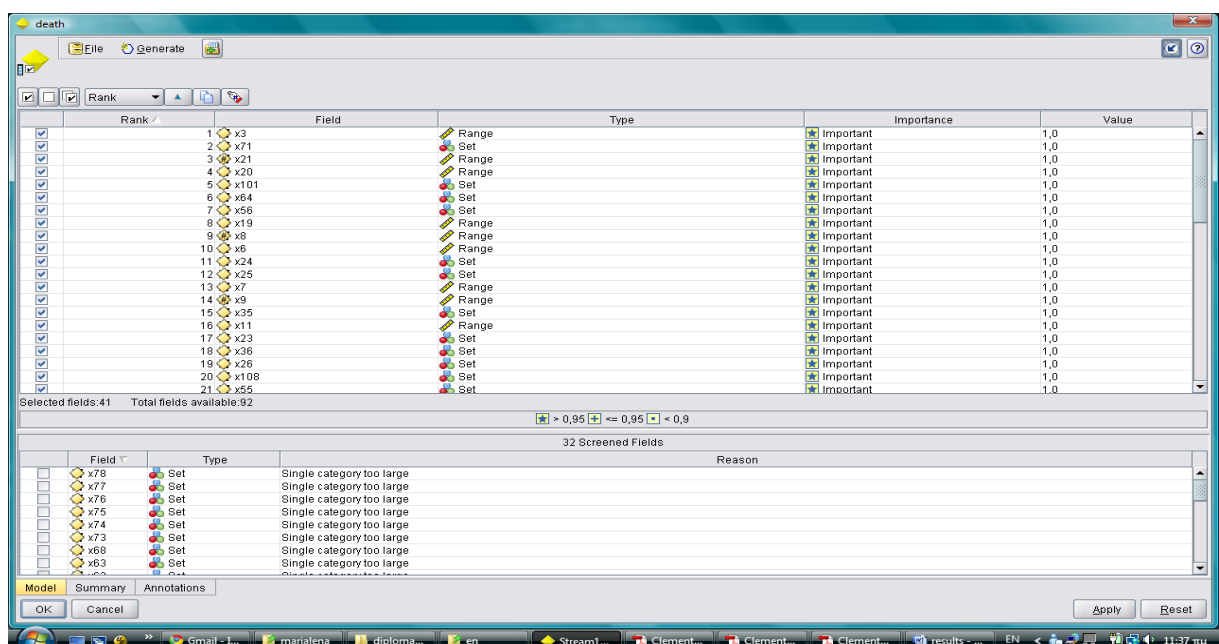 death
File Generate
Rank
Rank Field Type Importance Value
1 x3 Range Important 1,0
2 x71 Set Important 1,0
3 x21 Range Important 1,0
4 x20 Range Important 1,0
5 x101 Set Important 1,0
6 x64 Set Important 1,0
7 x56 Set Important 1,0
8 x19 Range Important 1,0
9 x8 Range Important 1,0
10 x6 Range Important 1,0
11 x24 Set Important 1,0
12 x25 Set Important 1,0
13 x7 Range Important 1,0
14 x9 Range Important 1,0
15 x35 Set Important 1,0
16 x11 Range Important 1,0
17 x23 Set Important 1,0
18 x36 Set Important 1,0
19 x26 Set Important 1,0
20 x108 Set Important 1,0
21 x55 Set Important 1,0
Selected fields:41 Total fields available:92
> 0,95 <= 0,95 < 0,9
32 Screened Fields
Field Type Reason
x78 Set Single category too large
x77 Set Single category too large
x76 Set Single category too large
x75 Set Single category too large
x74 Set Single category too large
x73 Set Single category too large
x68 Set Single category too large
x63 Set Single category too large
Model Summary Annotations
OK Cancel Apply Reset
Gmail - I... marialena diploma... en Stream1... Clement... Clement... Clement... results - ... EN 11:37 πμ